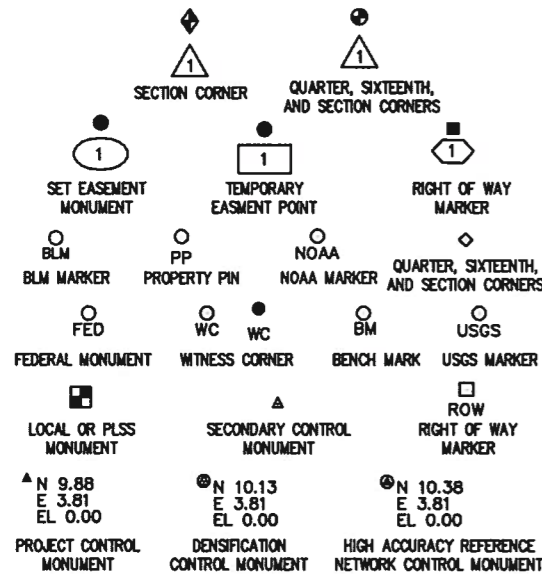 1
1
SECTION CORNER
QUARTER, SIXTEENTH,
AND SECTION CORNERS
1
1
1
SET EASEMENT
MONUMENT
TEMPORARY
EASMENT POINT
RIGHT OF WAY
MARKER
BLM
PP
NOAA
BLM MARKER
PROPERTY PIN
NOAA MARKER
QUARTER, SIXTEENTH,
AND SECTION CORNERS
FED
WC
WC
BM
USGS
FEDERAL MONUMENT
WITNESS CORNER
BENCH MARK
USGS MARKER
ROW
LOCAL OR PLSS
MONUMENT
SECONDARY CONTROL
MONUMENT
RIGHT OF WAY
MARKER
N 9.88
E 3.81
EL 0.00
N 10.13
E 3.81
EL 0.00
N 10.38
E 3.81
EL 0.00
PROJECT CONTROL
MONUMENT
DENSIFICATION
CONTROL MONUMENT
HIGH ACCURACY REFERENCE
NETWORK CONTROL MONUMENT